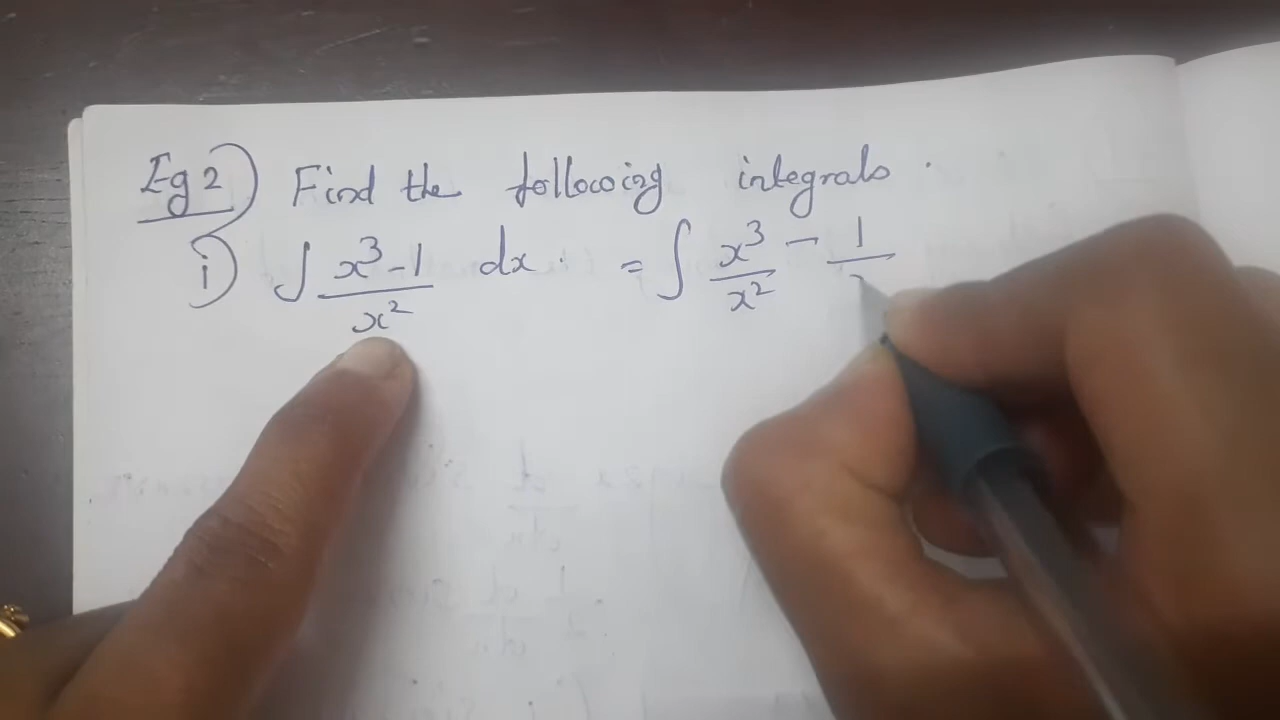 Eg 2) Find the following integrals.
i) ∫ x³-1/x² dx. = ∫ x³/x² - 1/